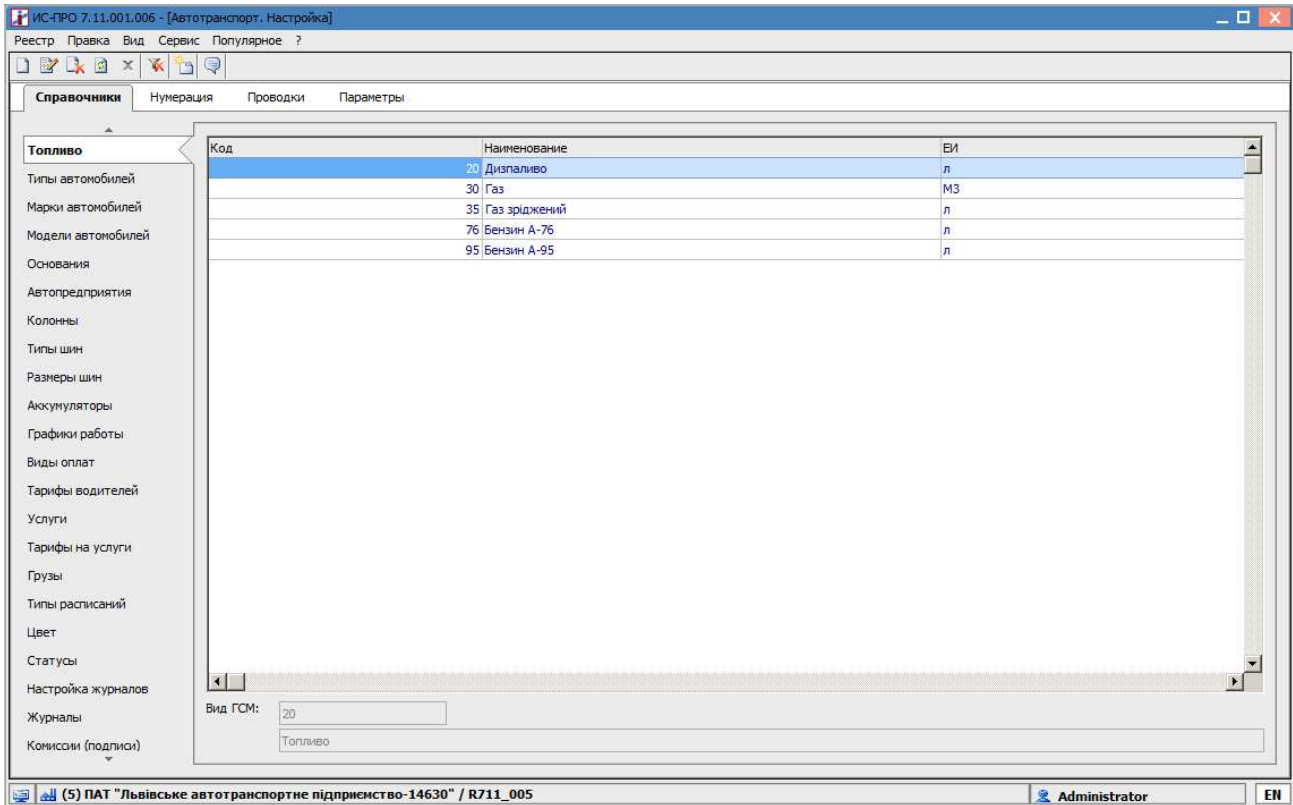 ИС-ПРО 7.11.001.006 - [Автотранспорт. Настройка]
Реестр Правка Вид Сервис Популярное ?
Справочники Нумерация Проводки Параметры
Топливо
Типы автомобилей
Марки автомобилей
Модели автомобилей
Основания
Автопредприятия
Колонны
Типы шин
Размеры шин
Аккумуляторы
Графики работы
Виды оплат
Тарифы водителей
Услуги
Тарифы на услуги
Грузы
Типы расписаний
Цвет
Статусы
Настройка журналов
Журналы
Комиссии (подписи)
Код Наименование ЕИ
20 Дизпаливо л
30 Газ М3
35 Газ зріджений л
76 Бензин А-76 л
95 Бензин А-95 л
Вид ГСМ: 20
Топливо
(5) ПАТ "Львівське автотранспортне підприємство-14630" / R711_005 Administrator EN